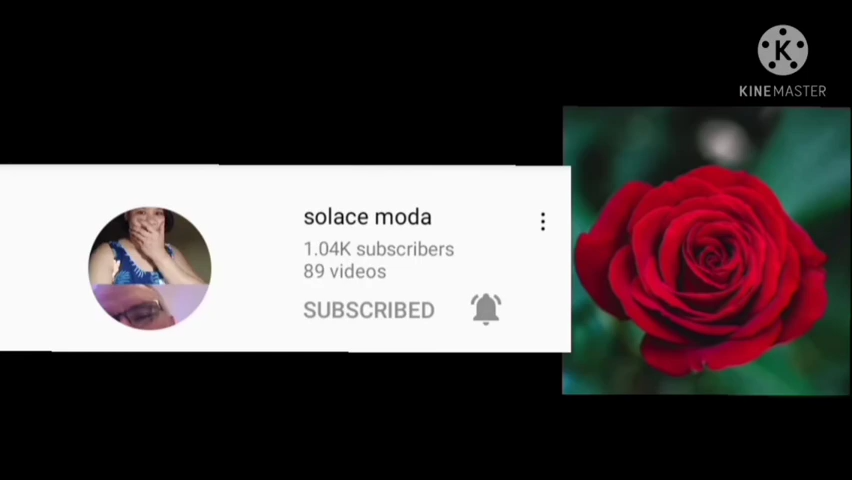 KINEMASTER
solace moda
1.04K subscribers
89 videos
SUBSCRIBED